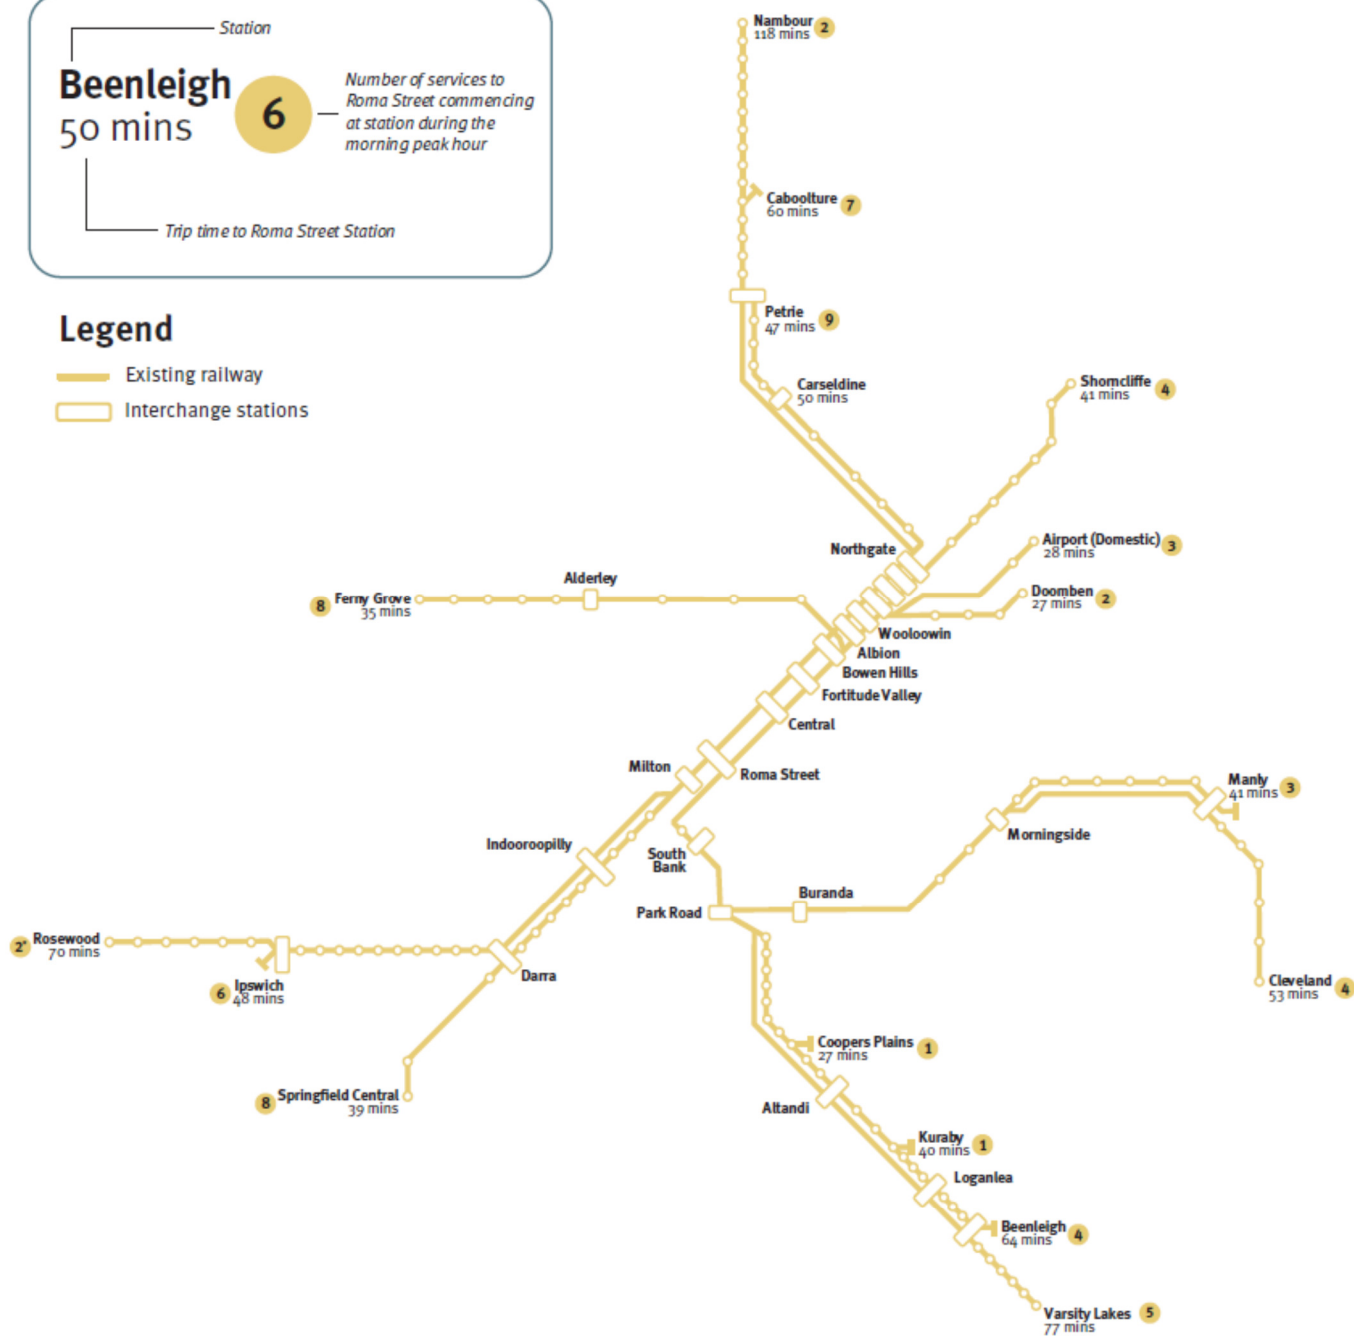 Station
Beenleigh
50 mins
6
Number of services to
Roma Street commencing
at station during the
morning peak hour
Trip time to Roma Street Station
Legend
Existing railway
Interchange stations
Nambour 2
118 mins
Caboolture 7
60 mins
Petrie 9
47 mins
Carseldine
50 mins
Shorncliffe 4
41 mins
Northgate
Airport (Domestic) 3
28 mins
Doomben 2
27 mins
Alderley
8 Ferny Grove
35 mins
Wooloowin
Albion
Bowen Hills
Fortitude Valley
Central
Milton
Roma Street
Manly 3
41 mins
Morningside
Indooroopilly
South
Bank
Buranda
Park Road
2* Rosewood
70 mins
6 Ipswich
48 mins
Darra
Cleveland 4
53 mins
Coopers Plains 1
27 mins
8 Springfield Central
39 mins
Altandi
Kuraby 1
40 mins
Loganlea
Beenleigh 4
64 mins
Varsity Lakes 5
77 mins